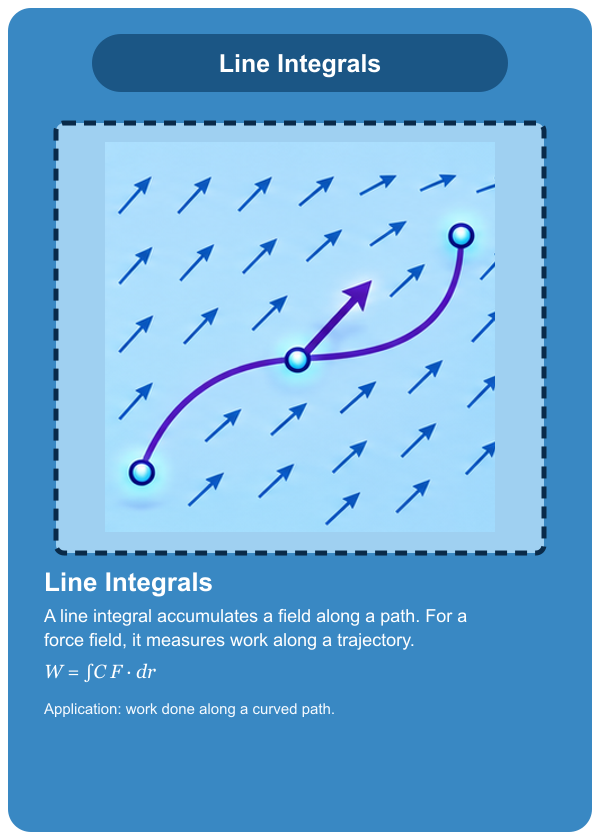 Line Integrals
Line Integrals
A line integral accumulates a field along a path. For a
force field, it measures work along a trajectory.
W = ∫C F · dr
Application: work done along a curved path.